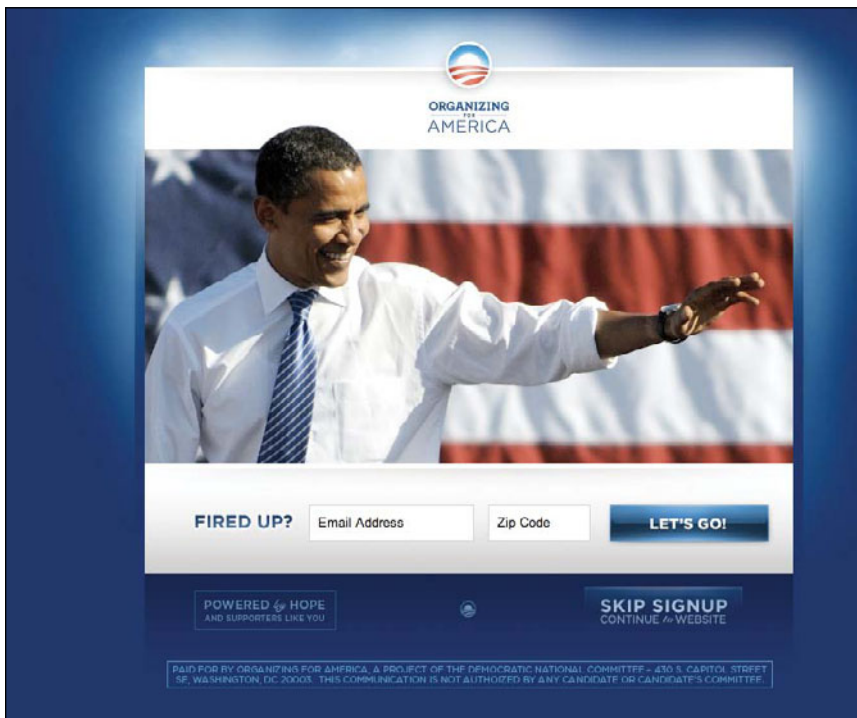 ORGANIZING
FOR
AMERICA
FIRED UP? Email Address Zip Code LET'S GO!
POWERED by HOPE
AND SUPPORTERS LIKE YOU
SKIP SIGNUP
CONTINUE to WEBSITE
PAID FOR BY ORGANIZING FOR AMERICA, A PROJECT OF THE DEMOCRATIC NATIONAL COMMITTEE – 430 S. CAPITOL STREET
SE, WASHINGTON, DC 20003. THIS COMMUNICATION IS NOT AUTHOIZED BY ANY CANDIDATE OR CANDIDATE'S COMMITTEE.